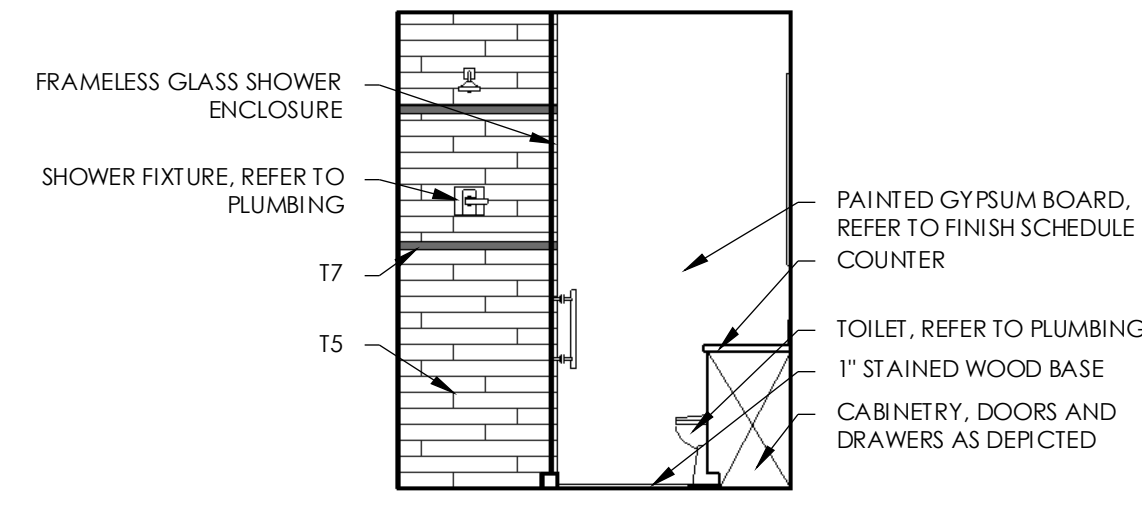 FRAMELESS GLASS SHOWER
ENCLOSURE
SHOWER FIXTURE, REFER TO
PLUMBING
T7
T5
PAINTED GYPSUM BOARD,
REFER TO FINISH SCHEDULE
COUNTER
TOILET, REFER TO PLUMBING
1" STAINED WOOD BASE
CABINETRY, DOORS AND
DRAWERS AS DEPICTED